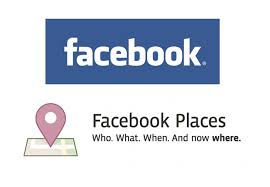 facebook®
Facebook Places
Who. What. When. And now where.